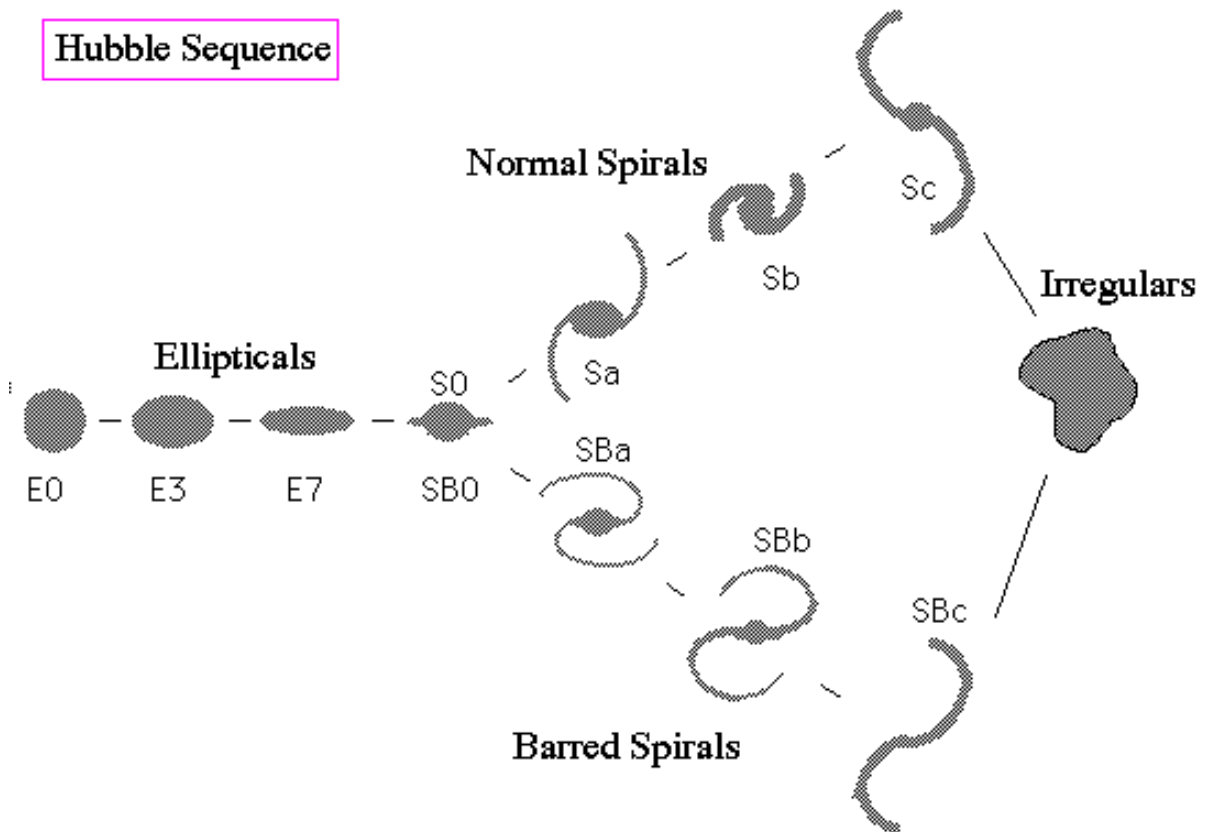 Hubble Sequence
Normal Spirals
Sc
Sb
Irregulars
Ellipticals
S0
Sa
E0
E3
E7
SB0
SBa
SBb
SBc
Barred Spirals